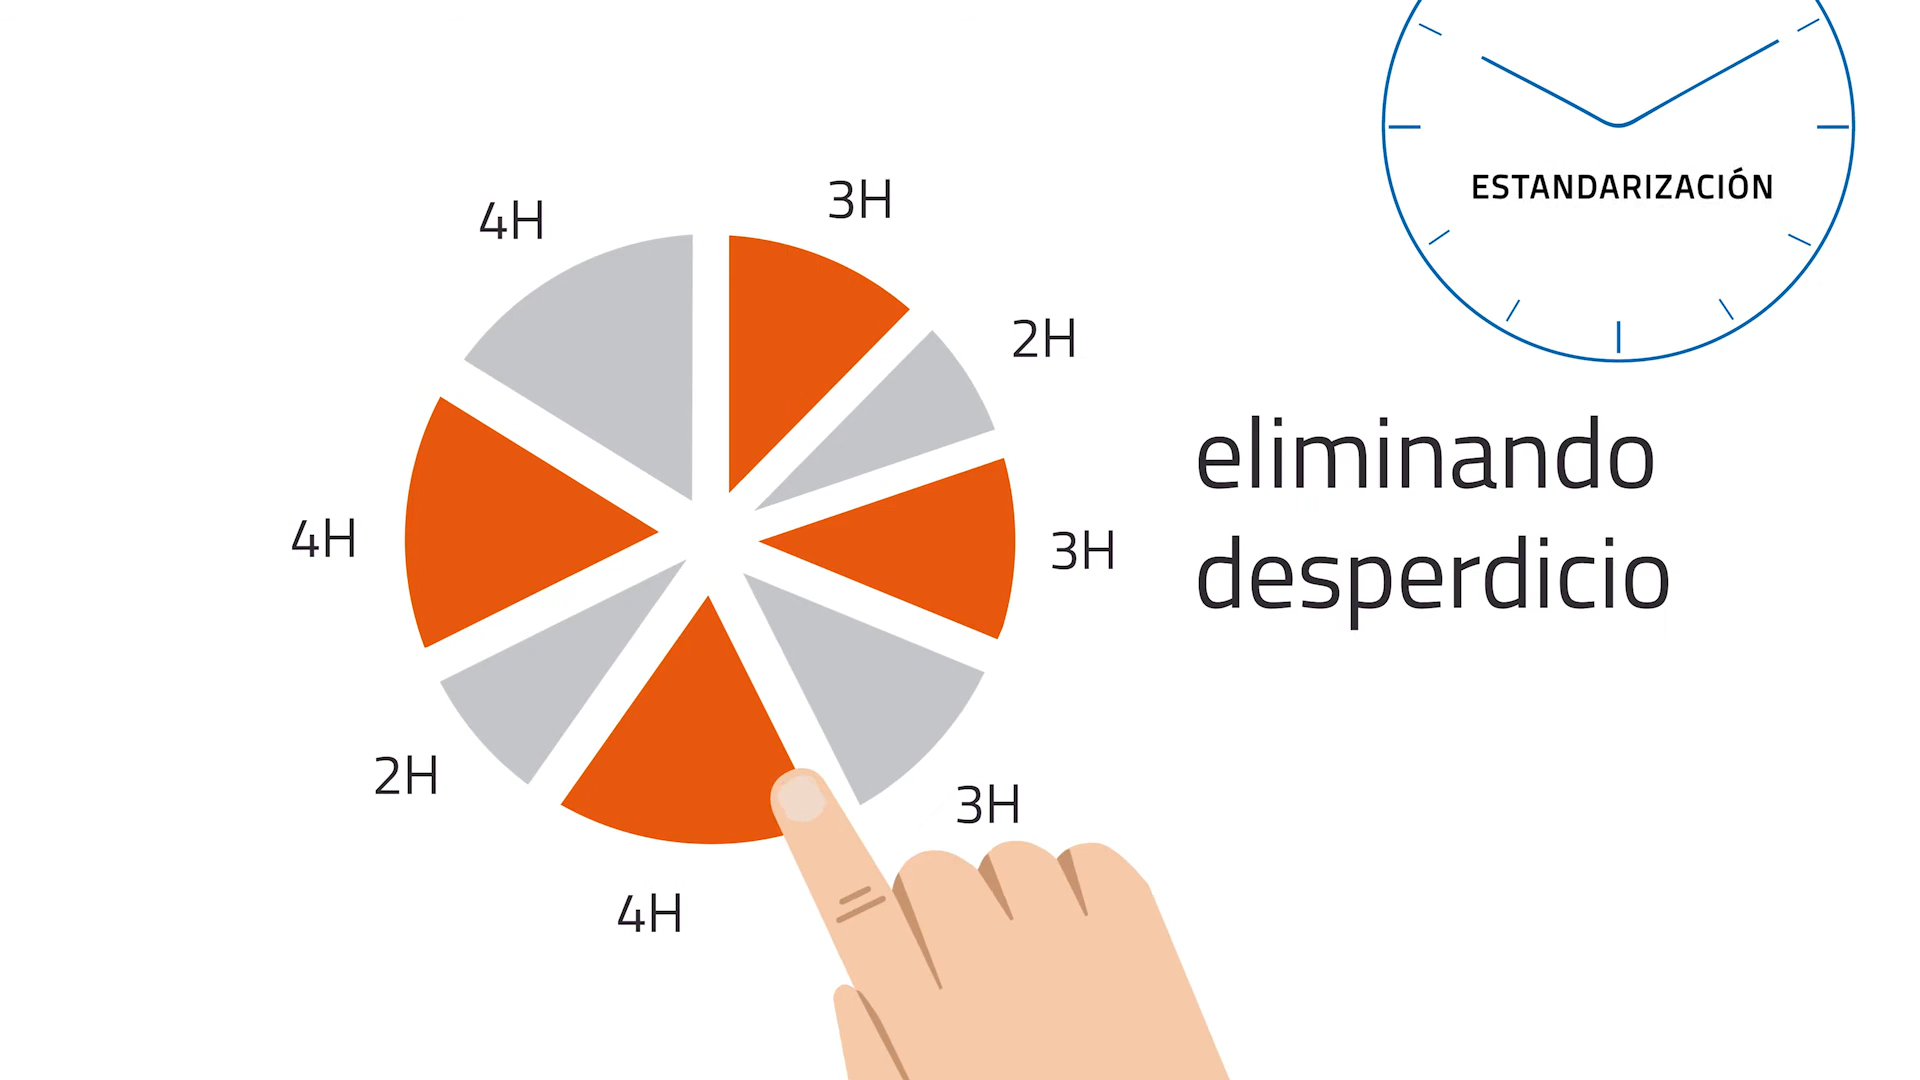 ESTANDARIZACIÓN
4H
3H
2H
3H
3H
4H
2H
4H
eliminando
desperdicio